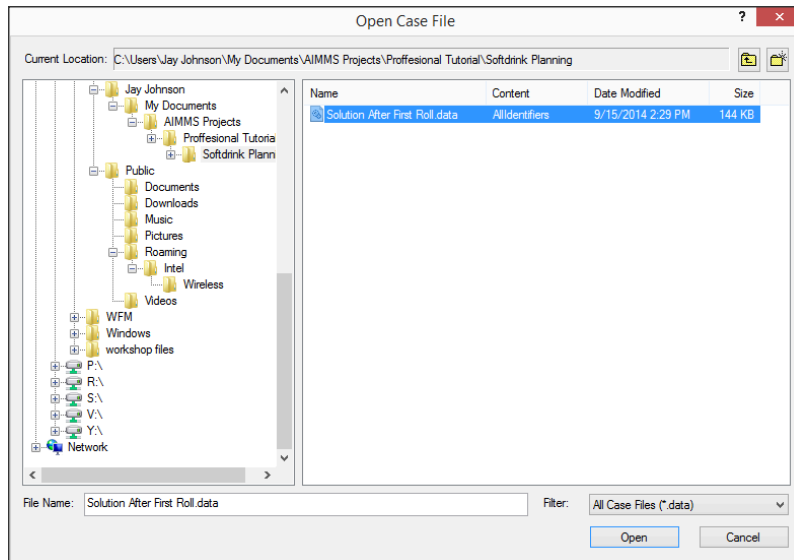 Open Case File
?
Current Location: C:\Users\Jay Johnson\My Documents\AIMMS Projects\Proffesional Tutorial\Softdrink Planning
Jay Johnson
My Documents
AIMMS Projects
Proffesional Tutoria
Softdrink Plann
Public
Documents
Downloads
Music
Pictures
Roaming
Intel
Wireless
Videos
WFM
Windows
workshop files
P:\
R:\
S:\
V:\
Y:\
Network
Name Content Date Modified Size
Solution After First Roll.data AllIdentifiers 9/15/2014 2:29 PM 144 KB
File Name: Solution After First Roll.data Filter: All Case Files (*.data)
Open Cancel